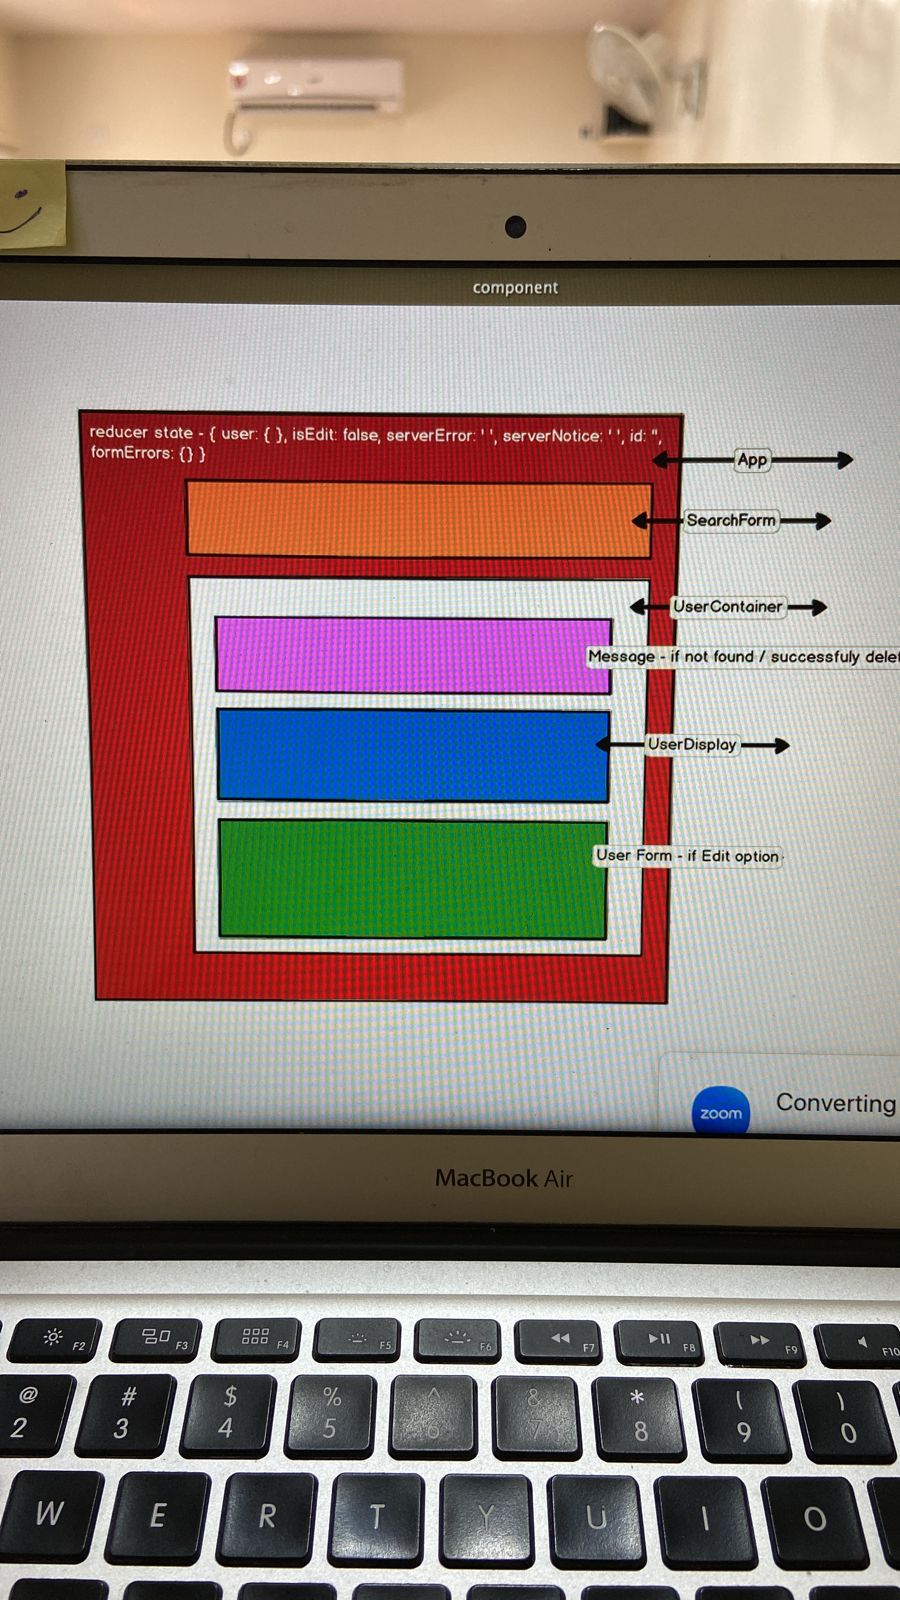 component
reducer state - { user: { }, isEdit: false, serverError: ' ', serverNotice: ' ', id: '',
formErrors: {} }
App
SearchForm
UserContainer
Message - if not found / successfuly delet
UserDisplay
User Form - if Edit option
zoom
Converting
MacBook Air
F2 F3 F4 F5 F6 F7 F8 F9 F10
@ # $ % ^ & * ( )
2 3 4 5 6 7 8 9 0
W E R T Y U I O